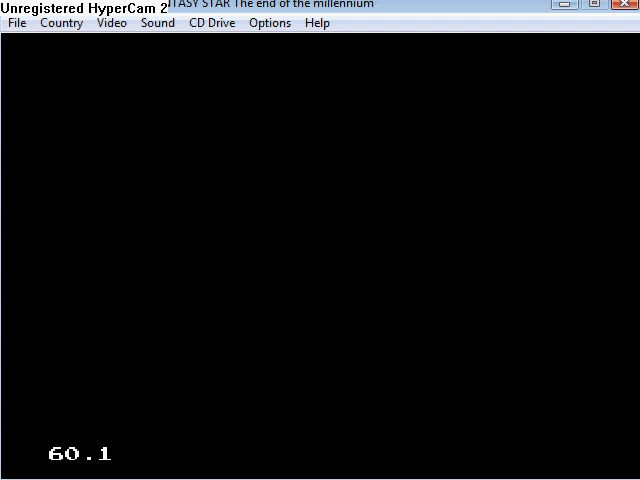 Unregistered HyperCam 2 TASY STAR The end of the millennium
File Country Video Sound CD Drive Options Help
60.1